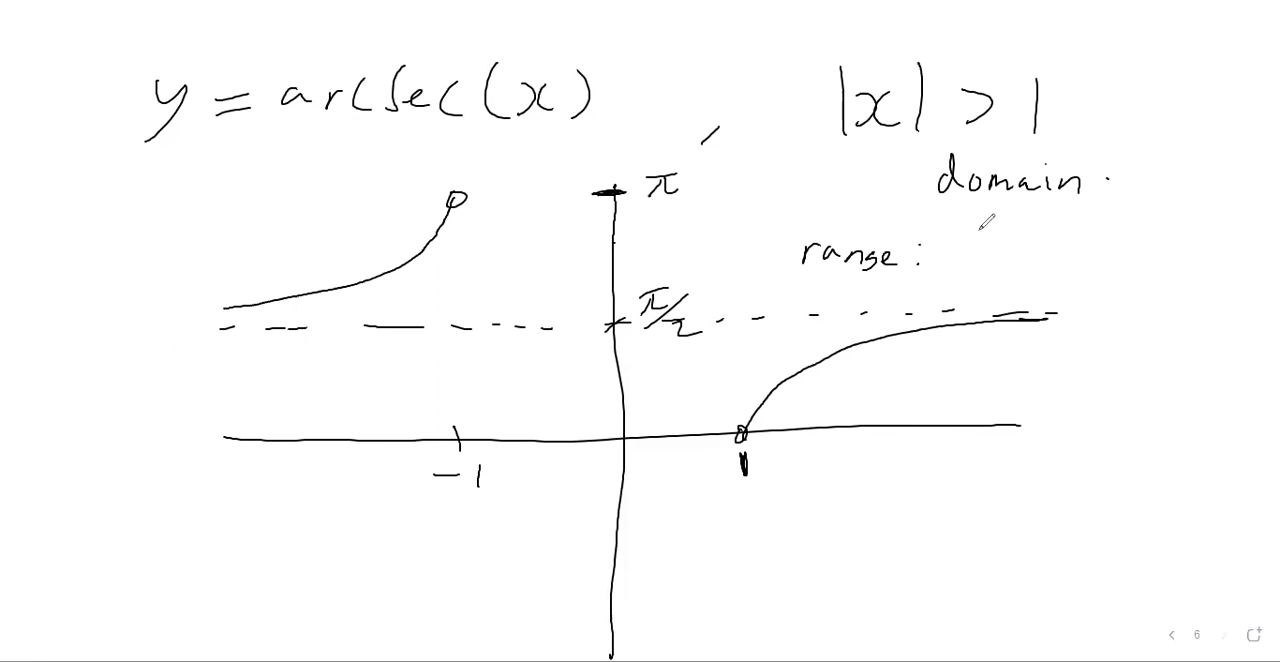 y = arcsec(x) , |x| > 1
domain.
π
range:
π/2
-1
1
6